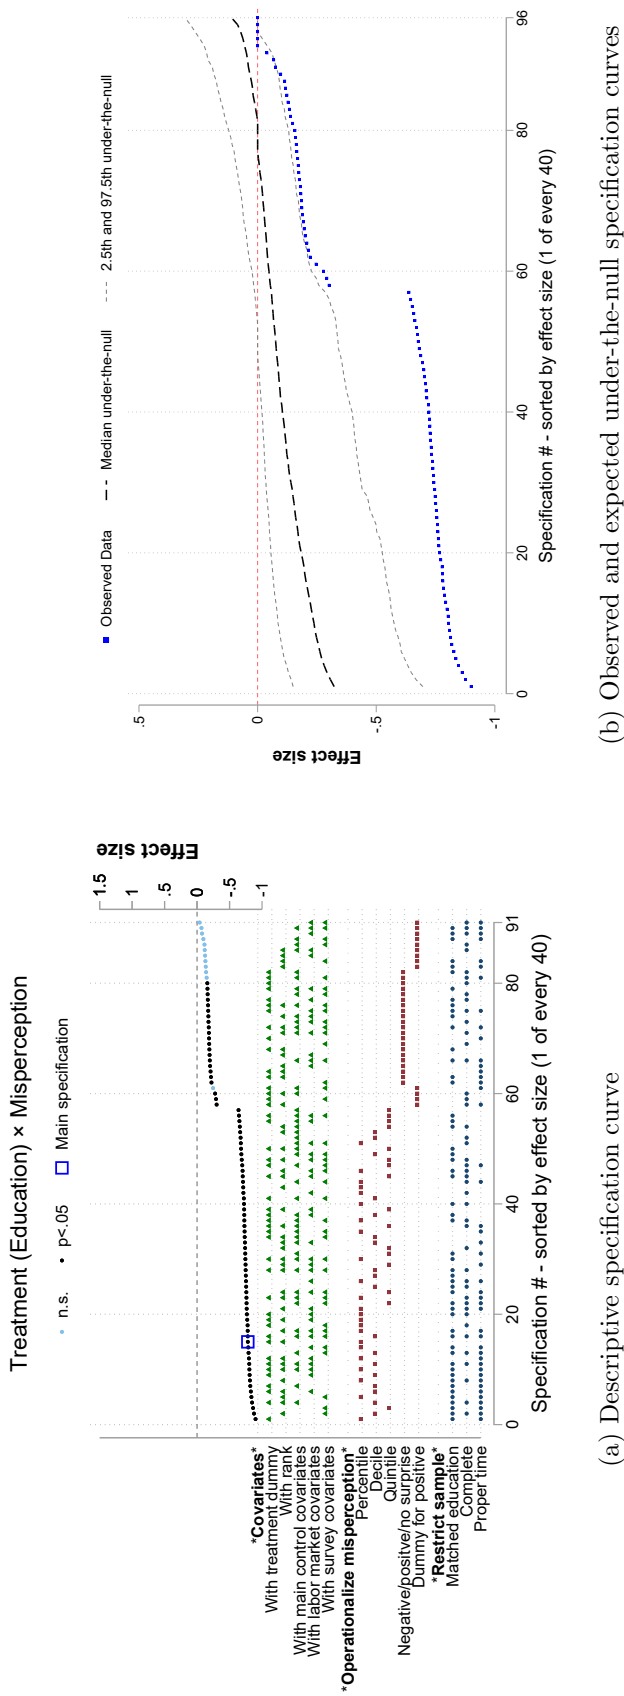 Treatment (Education) × Misperception
n.s. p<.05 Main specification
Effect size
1.5
1
.5
0
-.5
-1
*Covariates*
With treatment dummy
With rank
With main control covariates
With labor market covariates
With survey covariates
*Operationalize misperception*
Percentile
Decile
Quintile
Negative/positive/no surprise
Dummy for positive
*Restrict sample*
Matched education
Complete
Proper time
0 20 40 60 80 91
Specification # - sorted by effect size (1 of every 40)
(a) Descriptive specification curve
Observed Data Median under-the-null 2.5th and 97.5th under-the-null
Effect size
.5
0
-.5
-1
0 20 40 60 80 96
Specification # - sorted by effect size (1 of every 40)
(b) Observed and expected under-the-null specification curves